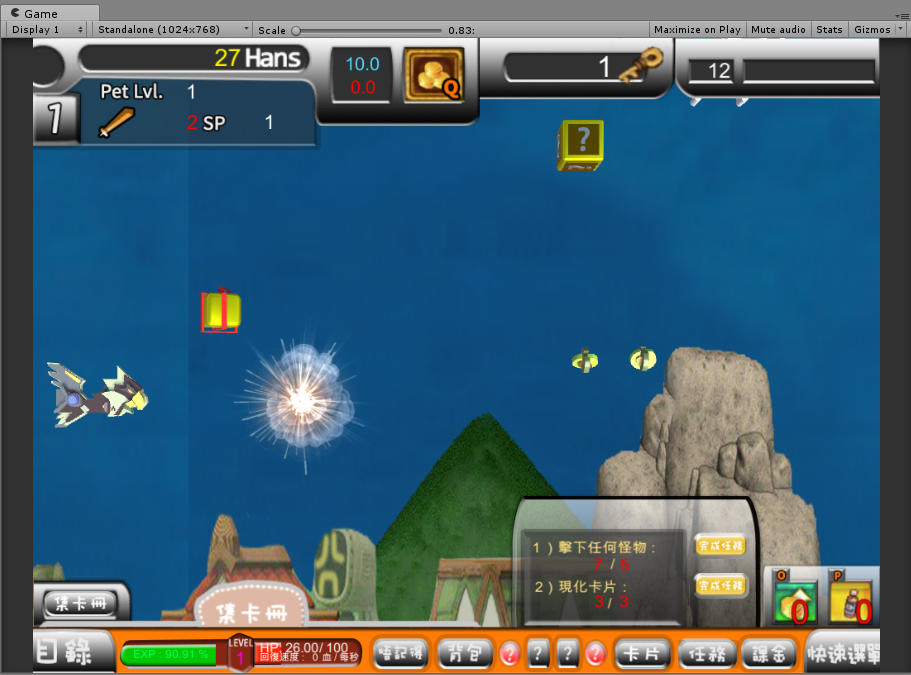 Game
Display 1
Standalone (1024x768)
Scale
0.83:
Maximize on Play
Mute audio
Stats
Gizmos
27 Hans
10.0
0.0
Q
1
12
1
Pet Lvl. 1
2 SP 1
?
1 ) 擊下任何怪物 :
7 / 5
完成任務
2 ) 現化卡片 :
3 / 3
完成任務
集卡冊
集卡冊
O
0
P
0
目錄
EXP : 90.91 %
LEVEL
1
HP: 26.00/ 100
回復速度 : 0 血 / 每秒
唔記得
背包
?
?
?
?
卡片
任務
課金
快速選單